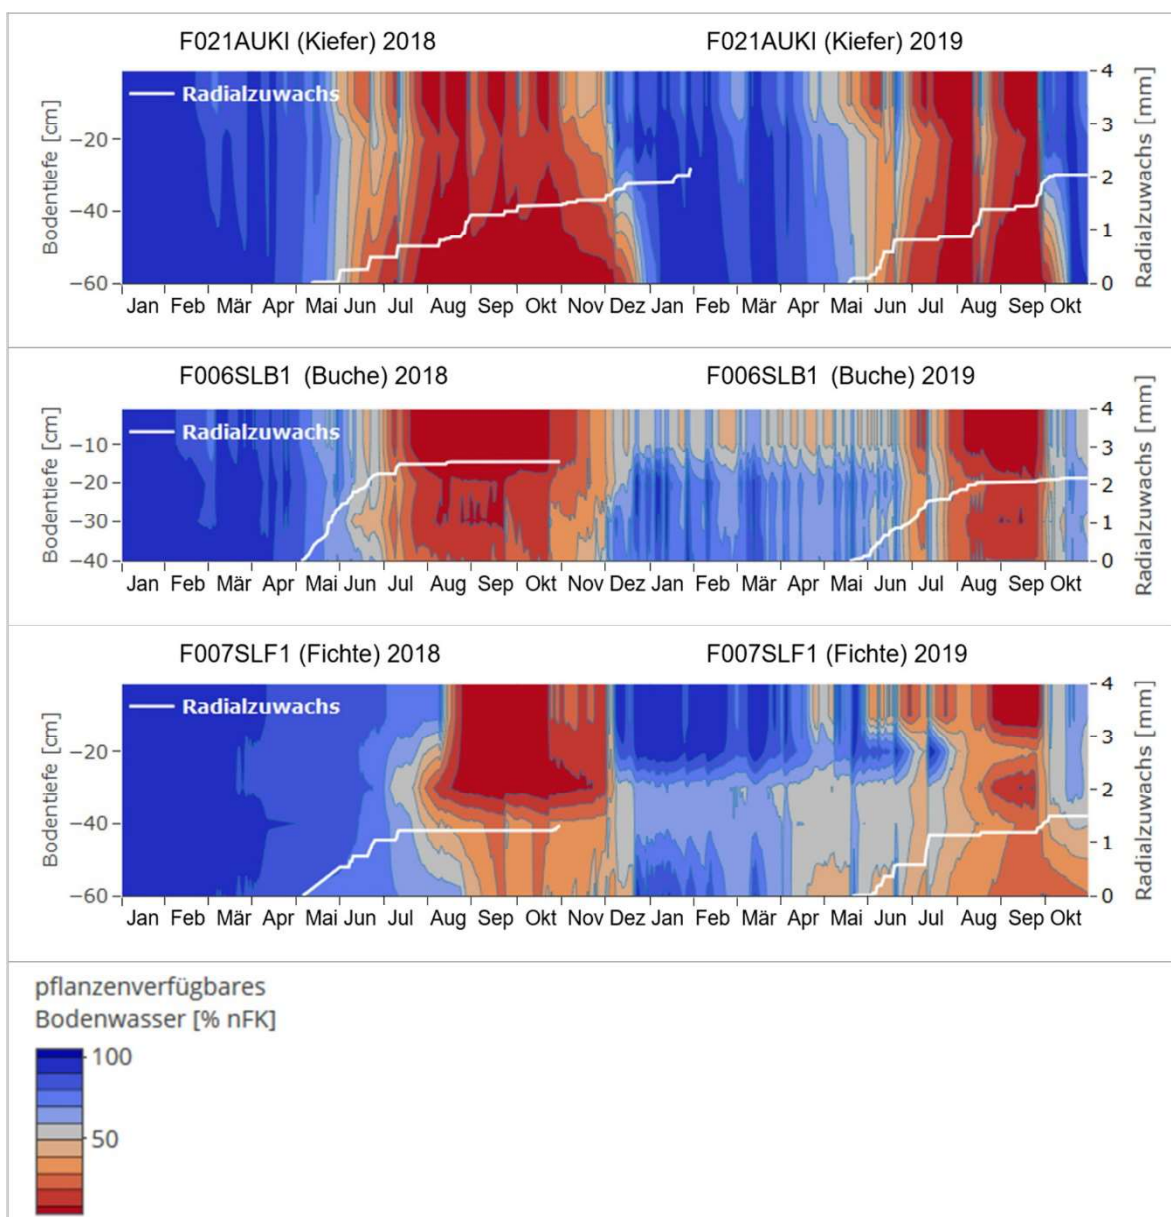 F021AUKI (Kiefer) 2018 F021AUKI (Kiefer) 2019
Radialzuwachs
Bodentiefe [cm]
−20
−40
−60
4
3
2
1
0
Radialzuwachs [mm]
Jan Feb Mär Apr Mai Jun Jul Aug Sep Okt Nov Dez Jan Feb Mär Apr Mai Jun Jul Aug Sep Okt
F006SLB1 (Buche) 2018 F006SLB1 (Buche) 2019
Radialzuwachs
Bodentiefe [cm]
−10
−20
−30
−40
4
3
2
1
0
Radialzuwachs [mm]
Jan Feb Mär Apr Mai Jun Jul Aug Sep Okt Nov Dez Jan Feb Mär Apr Mai Jun Jul Aug Sep Okt
F007SLF1 (Fichte) 2018 F007SLF1 (Fichte) 2019
Radialzuwachs
Bodentiefe [cm]
−20
−40
−60
4
3
2
1
0
Radialzuwachs [mm]
Jan Feb Mär Apr Mai Jun Jul Aug Sep Okt Nov Dez Jan Feb Mär Apr Mai Jun Jul Aug Sep Okt
pflanzenverfügbares
Bodenwasser [% nFK]
100
50